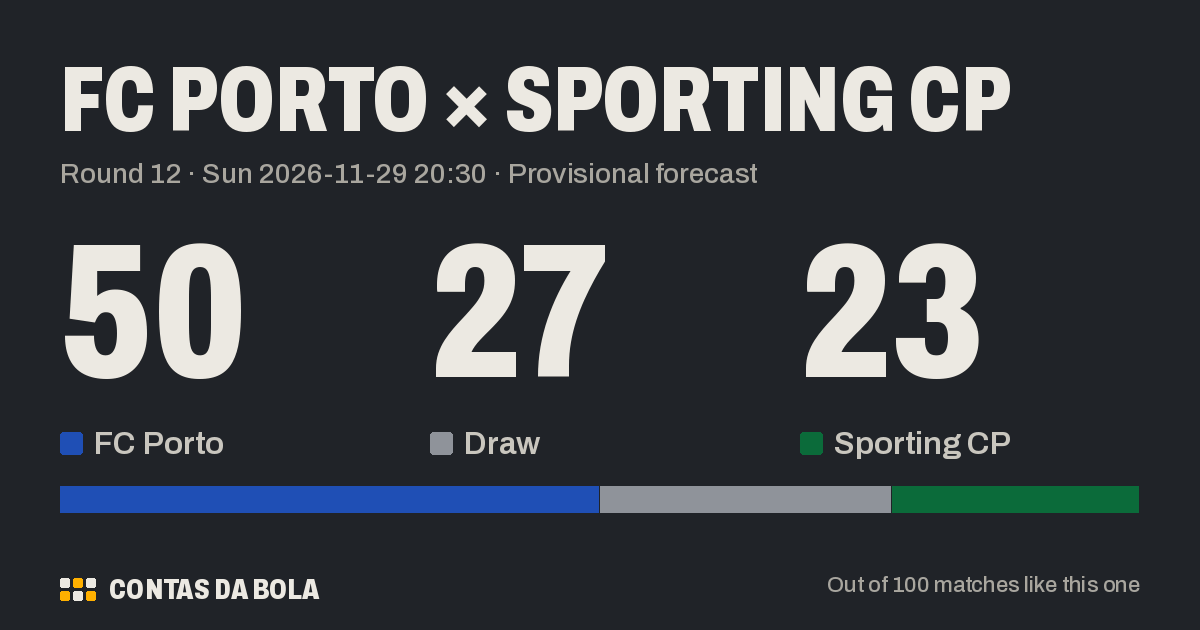 FC PORTO × SPORTING CP
Round 12 · Sun 2026-11-29 20:30 · Provisional forecast
50 27 23
FC Porto Draw Sporting CP
CONTAS DA BOLA
Out of 100 matches like this one